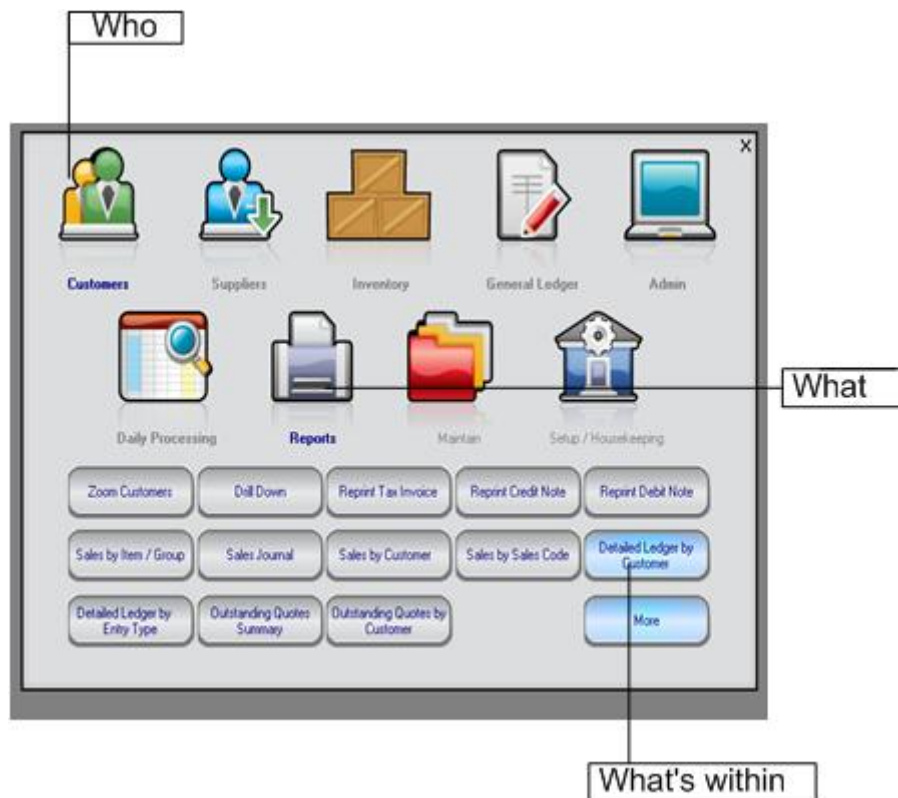 Who
X
Customers
Suppliers
Inventory
General Ledger
Admin
What
Daily Processing
Reports
Maintain
Setup / Housekeeping
Zoom Customers
Drill Down
Reprint Tax Invoice
Reprint Credit Note
Reprint Debit Note
Sales by Item / Group
Sales Journal
Sales by Customer
Sales by Sales Code
Detailed Ledger by
Customer
Detailed Ledger by
Entry Type
Outstanding Quotes
Summary
Outstanding Quotes by
Customer
More
What's within